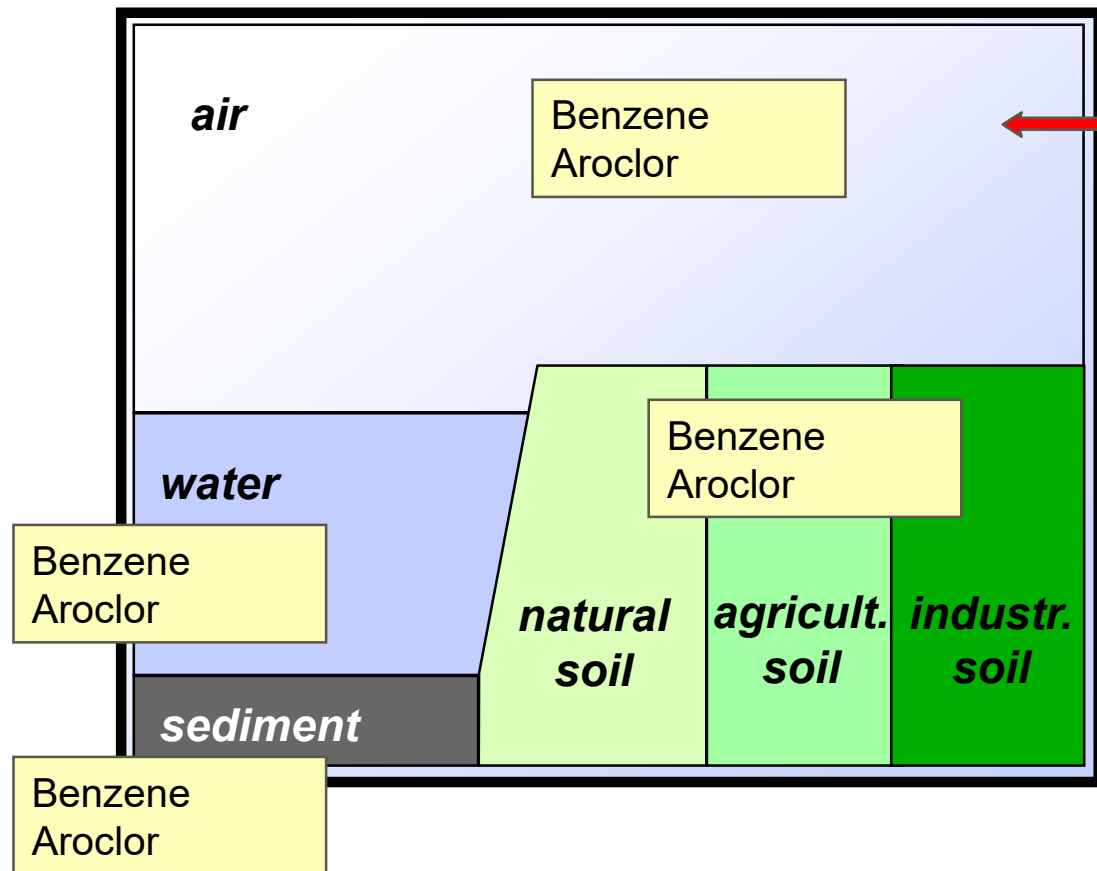 air
Benzene
Aroclor
water
Benzene
Aroclor
Benzene
Aroclor
natural
soil
agricult.
soil
industr.
soil
sediment
Benzene
Aroclor